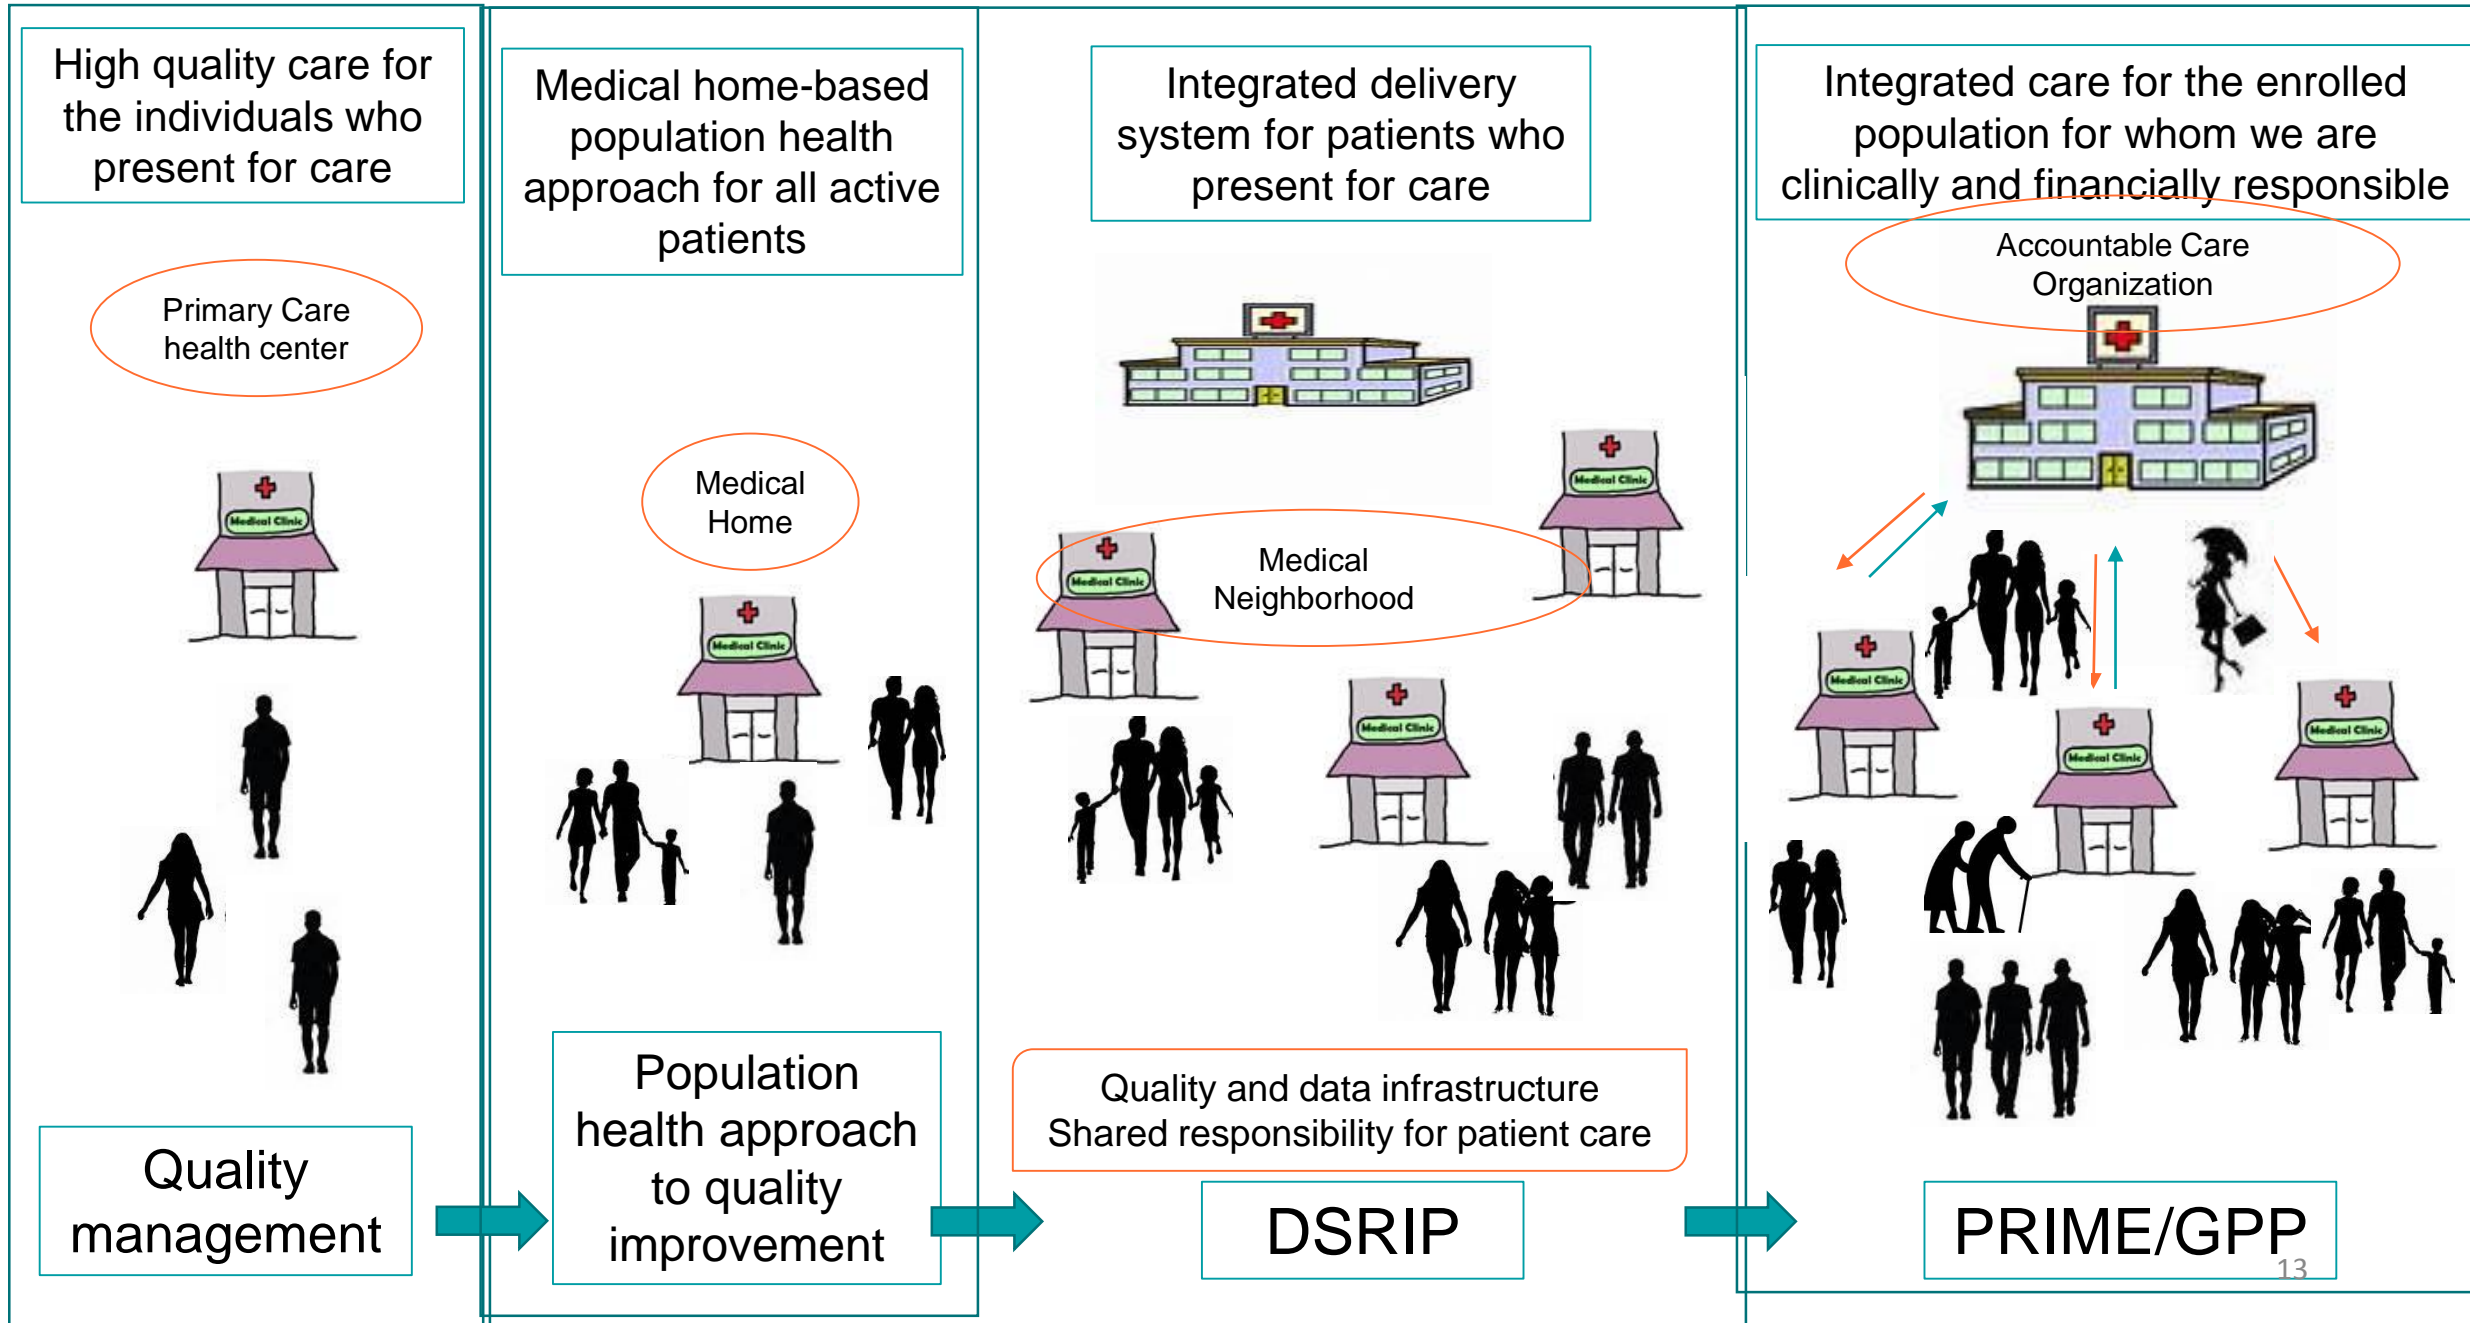 High quality care for
the individuals who
present for care
Primary Care
health center
Medical Clinic
Quality
management
Medical home-based
population health
approach for all active
patients
Medical
Home
Medical Clinic
Population
health approach
to quality
improvement
Integrated delivery
system for patients who
present for care
Medical Clinic
Medical Clinic
Medical
Neighborhood
Medical Clinic
Quality and data infrastructure
Shared responsibility for patient care
DSRIP
Integrated care for the enrolled
population for whom we are
clinically and financially responsible
Accountable Care
Organization
Medical Clinic
Medical Clinic
Medical Clinic
PRIME/GPP
13